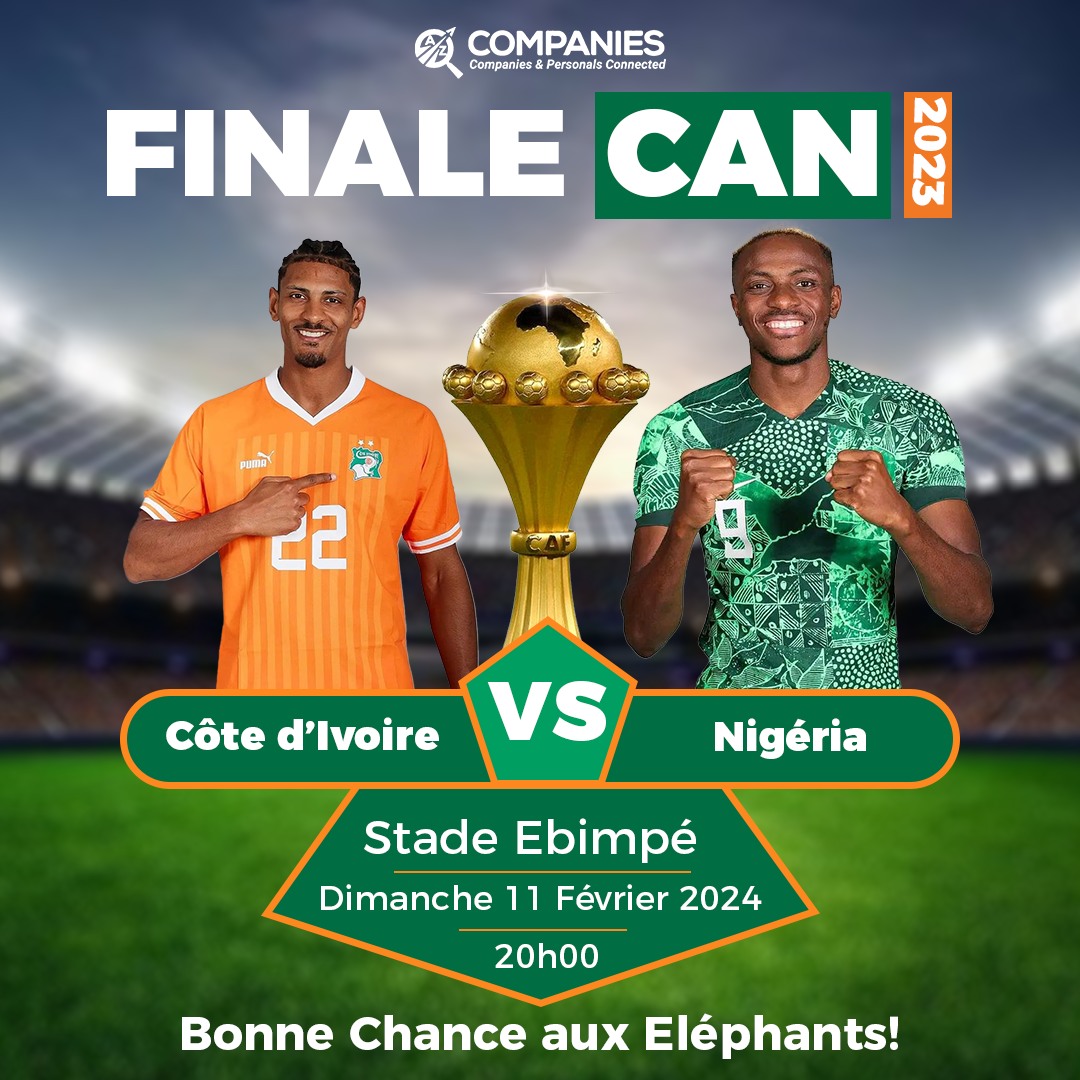 AZ COMPANIES
Companies & Personals Connected
FINALE CAN 2023
PUMA
22
9
CAF
Côte d'Ivoire VS Nigéria
Stade Ebimpé
Dimanche 11 Février 2024
20h00
Bonne Chance aux Eléphants!